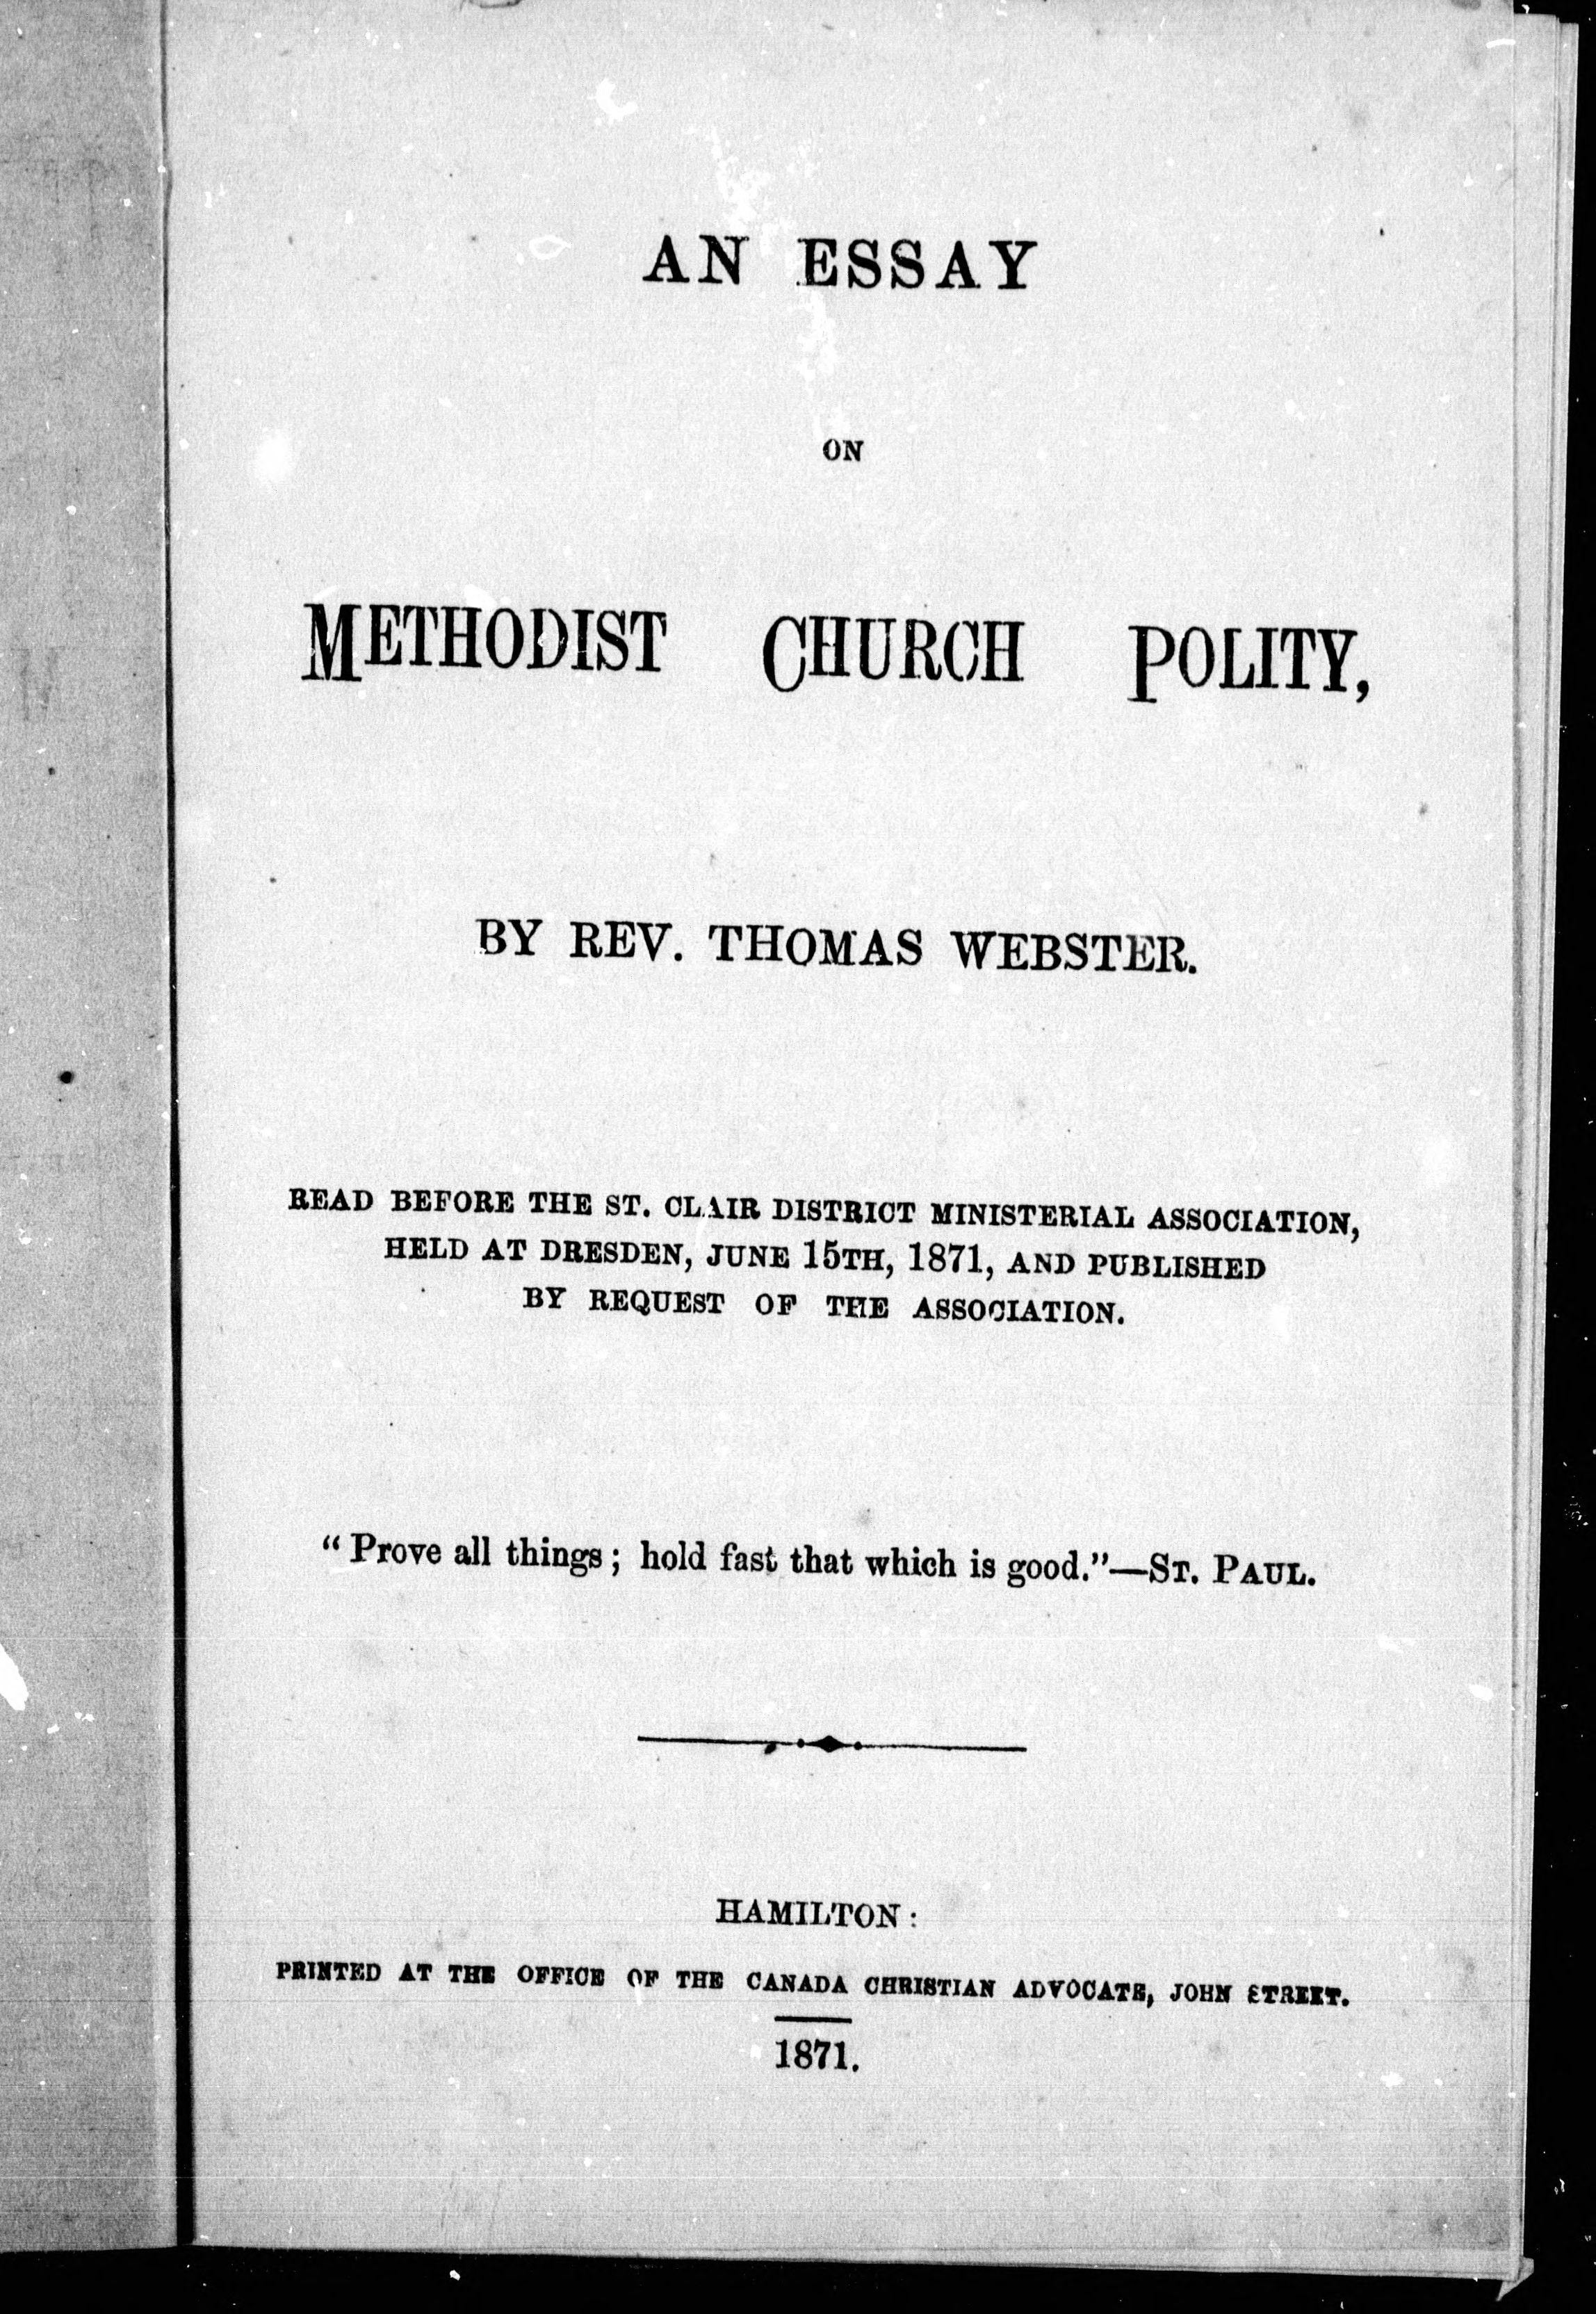 AN ESSAY
ON
METHODIST CHURCH POLITY,
BY REV. THOMAS WEBSTER.
READ BEFORE THE ST. CLAIR DISTRICT MINISTERIAL ASSOCIATION,
HELD AT DRESDEN, JUNE 15TH, 1871, AND PUBLISHED
BY REQUEST OF THE ASSOCIATION.
“Prove all things; hold fast that which is good.”—ST. PAUL.
HAMILTON:
PRINTED AT THE OFFICE OF THE CANADA CHRISTIAN ADVOCATE, JOHN STREET.
1871.